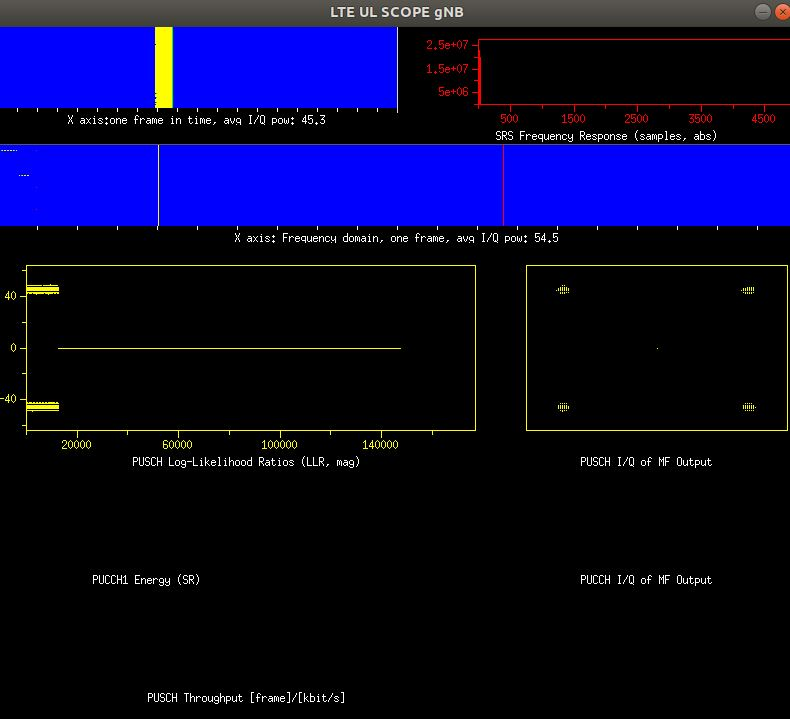 LTE UL SCOPE gNB
2.5e+07
1.5e+07
5e+06
500 1500 2500 3500 4500
X axis:one frame in time, avg I/Q pow: 45.3
SRS Frequency Response (samples, abs)
X axis: Frequency domain, one frame, avg I/Q pow: 54.5
40
0
-40
20000 60000 100000 140000
PUSCH Log-Likelihood Ratios (LLR, mag)
PUSCH I/Q of MF Output
PUCCH1 Energy (SR)
PUCCH I/Q of MF Output
PUSCH Throughput [frame]/[kbit/s]